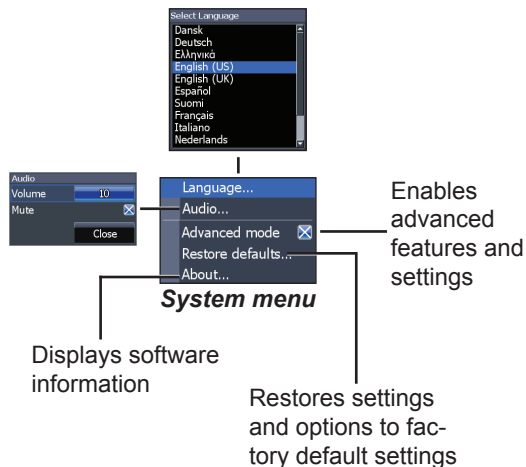 Select Language
Dansk
Deutsch
Ελληνικά
English (US)
English (UK)
Español
Suomi
Français
Italiano
Nederlands
Audio
Volume 10
Mute
Close
Language...
Audio...
Advanced mode
Restore defaults...
About...
System menu
Enables
advanced
features and
settings
Displays software
information
Restores settings
and options to fac-
tory default settings